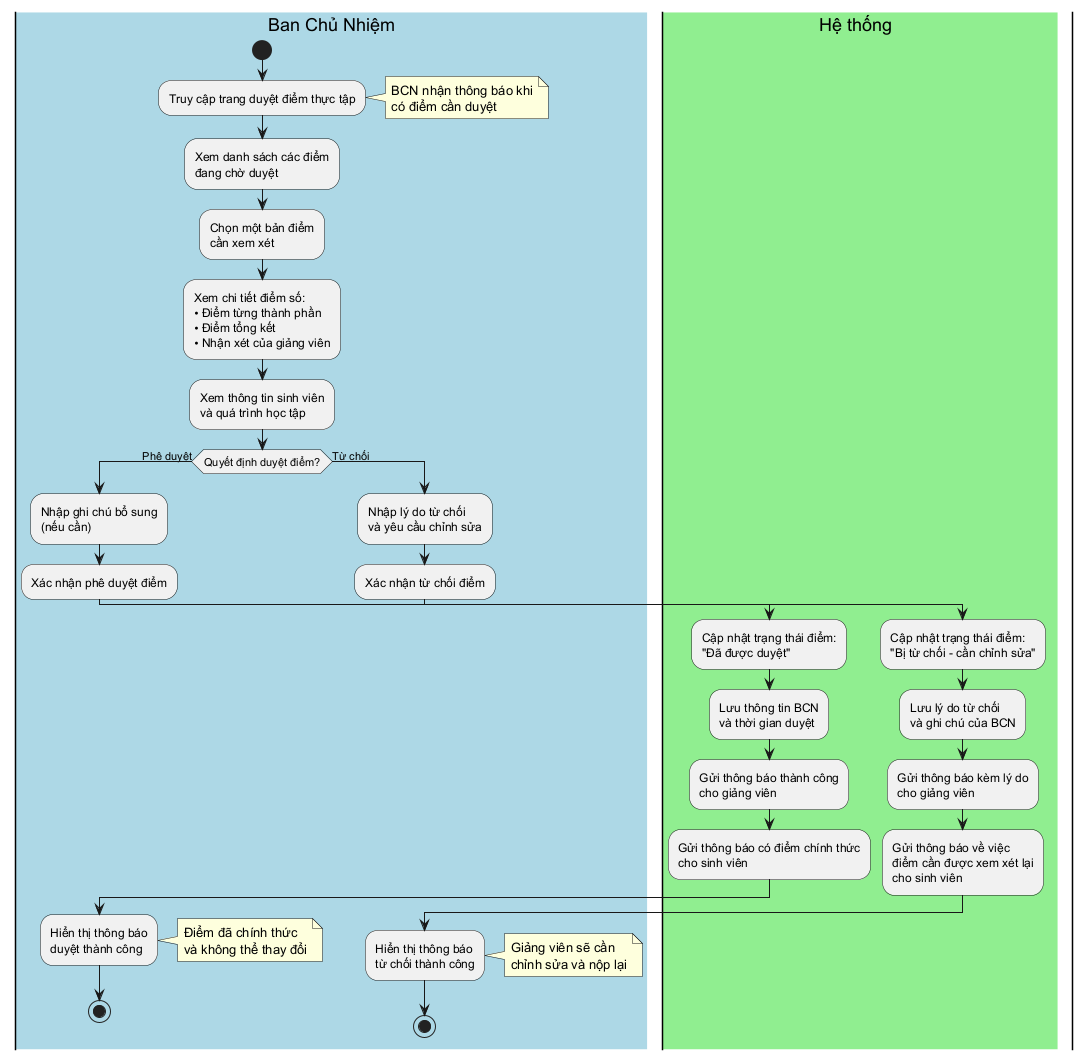 Ban Chủ Nhiệm
Hệ thống
Truy cập trang duyệt điểm thực tập
BCN nhận thông báo khi
có điểm cần duyệt
Xem danh sách các điểm
đang chờ duyệt
Chọn một bản điểm
cần xem xét
Xem chi tiết điểm số:
• Điểm từng thành phần
• Điểm tổng kết
• Nhận xét của giảng viên
Xem thông tin sinh viên
và quá trình học tập
Phê duyệt
Quyết định duyệt điểm?
Từ chối
Nhập ghi chú bổ sung
(nếu cần)
Nhập lý do từ chối
và yêu cầu chỉnh sửa
Xác nhận phê duyệt điểm
Xác nhận từ chối điểm
Cập nhật trạng thái điểm:
"Đã được duyệt"
Cập nhật trạng thái điểm:
"Bị từ chối - cần chỉnh sửa"
Lưu thông tin BCN
và thời gian duyệt
Lưu lý do từ chối
và ghi chú của BCN
Gửi thông báo thành công
cho giảng viên
Gửi thông báo kèm lý do
cho giảng viên
Gửi thông báo có điểm chính thức
cho sinh viên
Gửi thông báo về việc
điểm cần được xem xét lại
cho sinh viên
Hiển thị thông báo
duyệt thành công
Điểm đã chính thức
và không thể thay đổi
Hiển thị thông báo
từ chối thành công
Giảng viên sẽ cần
chỉnh sửa và nộp lại